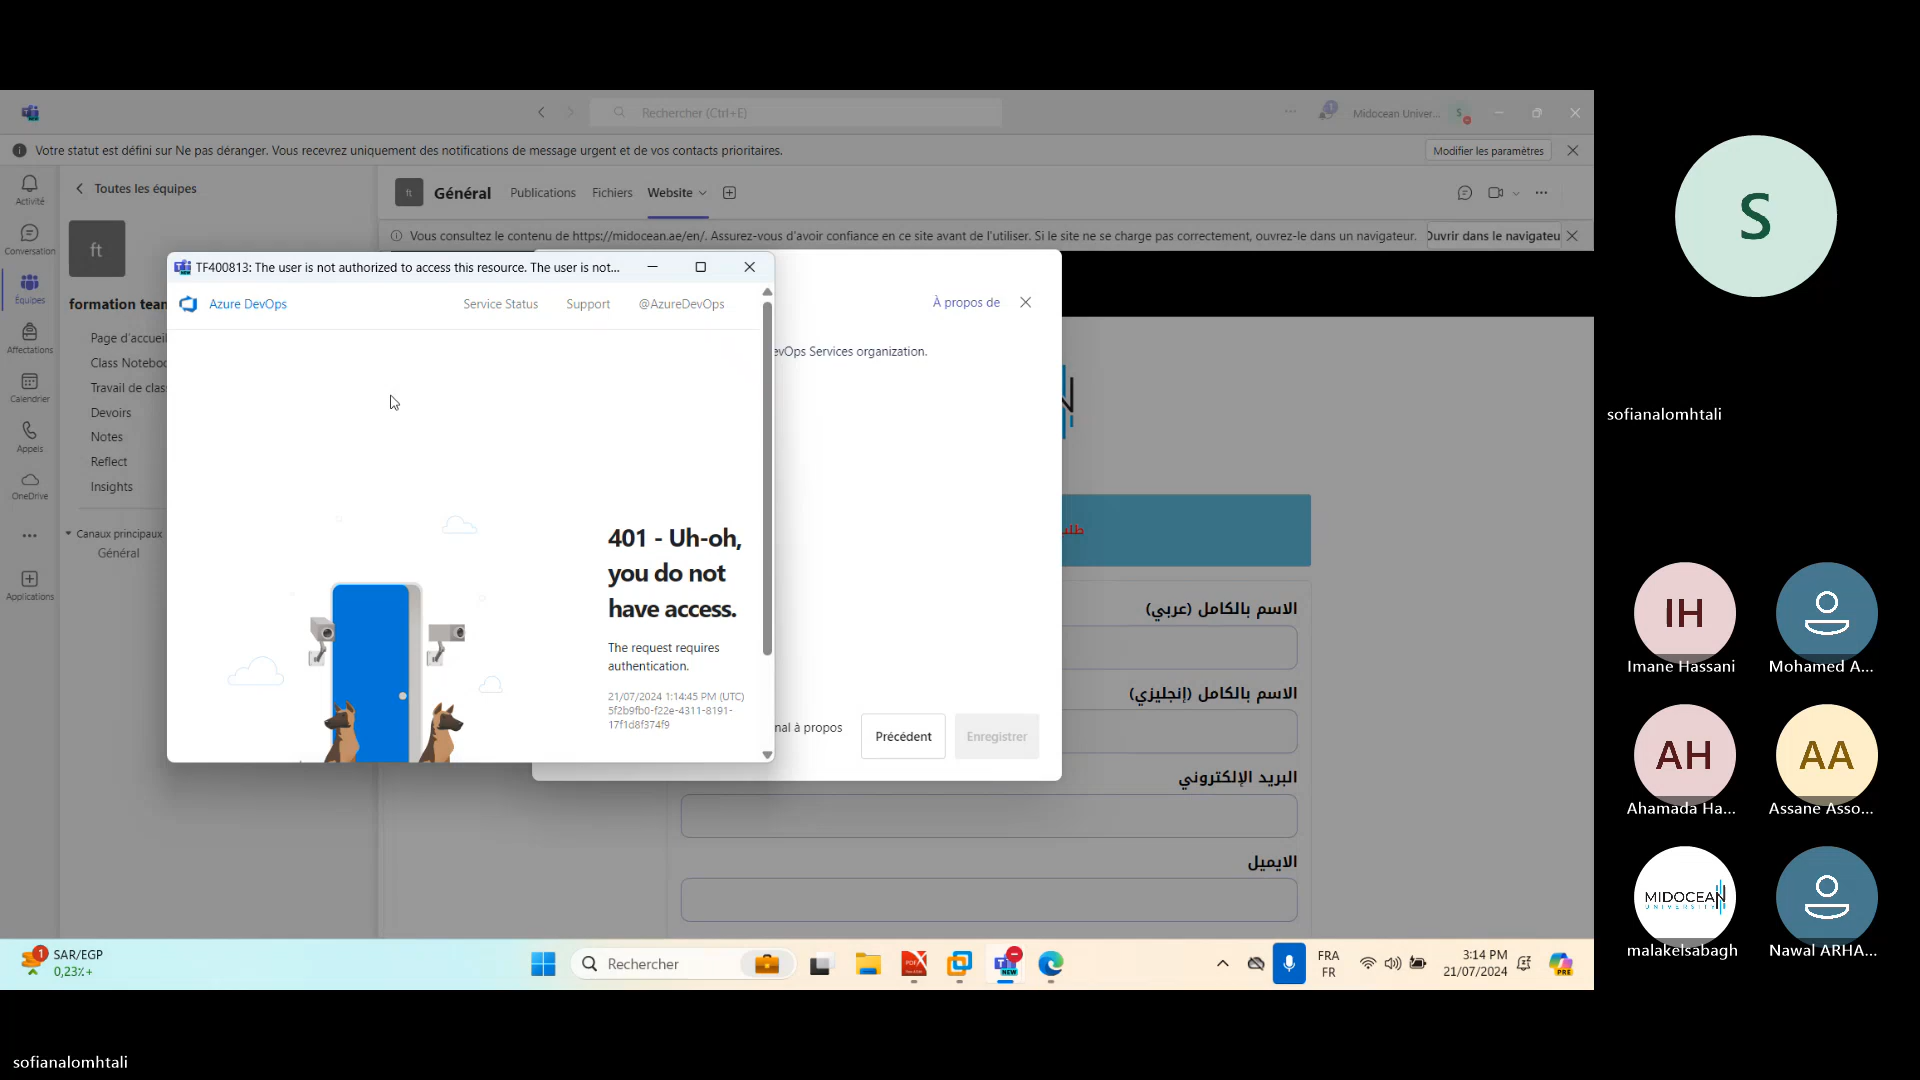 Rechercher (Ctrl+E)
Midocean Univer...
Votre statut est défini sur Ne pas déranger. Vous recevrez uniquement des notifications de message urgent et de vos contacts prioritaires.
Modifier les paramètres
Activité
Conversation
Équipes
Affectations
Calendrier
Appels
OneDrive
Applications
Toutes les équipes
ft
formation team
Page d'accueil
Class Notebook
Travail de clas
Devoirs
Notes
Reflect
Insights
Canaux principaux
Général
ft
Général
Publications
Fichiers
Website
Vous consultez le contenu de https://midocean.ae/en/. Assurez-vous d'avoir confiance en ce site avant de l'utiliser. Si le site ne se charge pas correctement, ouvrez-le dans un navigateur.
Ouvrir dans le navigateu
TF400813: The user is not authorized to access this resource. The user is not...
Azure DevOps
Service Status
Support
@AzureDevOps
401 - Uh-oh,
you do not
have access.
The request requires
authentication.
21/07/2024 1:14:45 PM (UTC)
5f2b9fb0-f22e-4311-8191-
17f1d8f374f9
À propos de
evOps Services organization.
nal à propos
Précédent
Enregistrer
N
طلب
الاسم بالكامل (عربي)
الاسم بالكامل (إنجليزي)
البريد الإلكتروني
الايميل
1
SAR/EGP
0,23%+
Rechercher
PDF
NEW
FRA
FR
3:14 PM
21/07/2024
PRE
S
sofianalomhtali
IH
Imane Hassani
Mohamed A...
AH
Ahamada Ha...
AA
Assane Asso...
MIDOCEAN
UNIVERSITY
malakelsabagh
Nawal ARHA...
sofianalomhtali